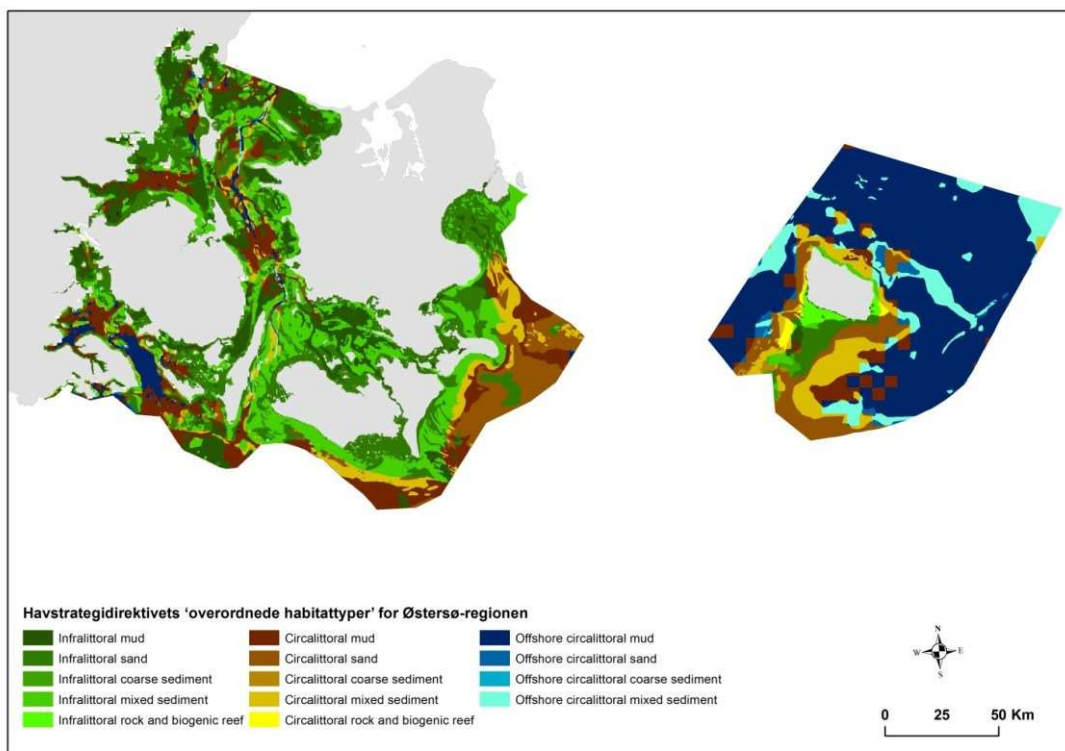 Havstrategidirektivets ‘overordnede habitattyper’ for Østersø-regionen
Infralittoral mud
Infralittoral sand
Infralittoral coarse sediment
Infralittoral mixed sediment
Infralittoral rock and biogenic reef
Circalittoral mud
Circalittoral sand
Circalittoral coarse sediment
Circalittoral mixed sediment
Circalittoral rock and biogenic reef
Offshore circalittoral mud
Offshore circalittoral sand
Offshore circalittoral coarse sediment
Offshore circalittoral mixed sediment
N
W E
S
0 25 50 Km